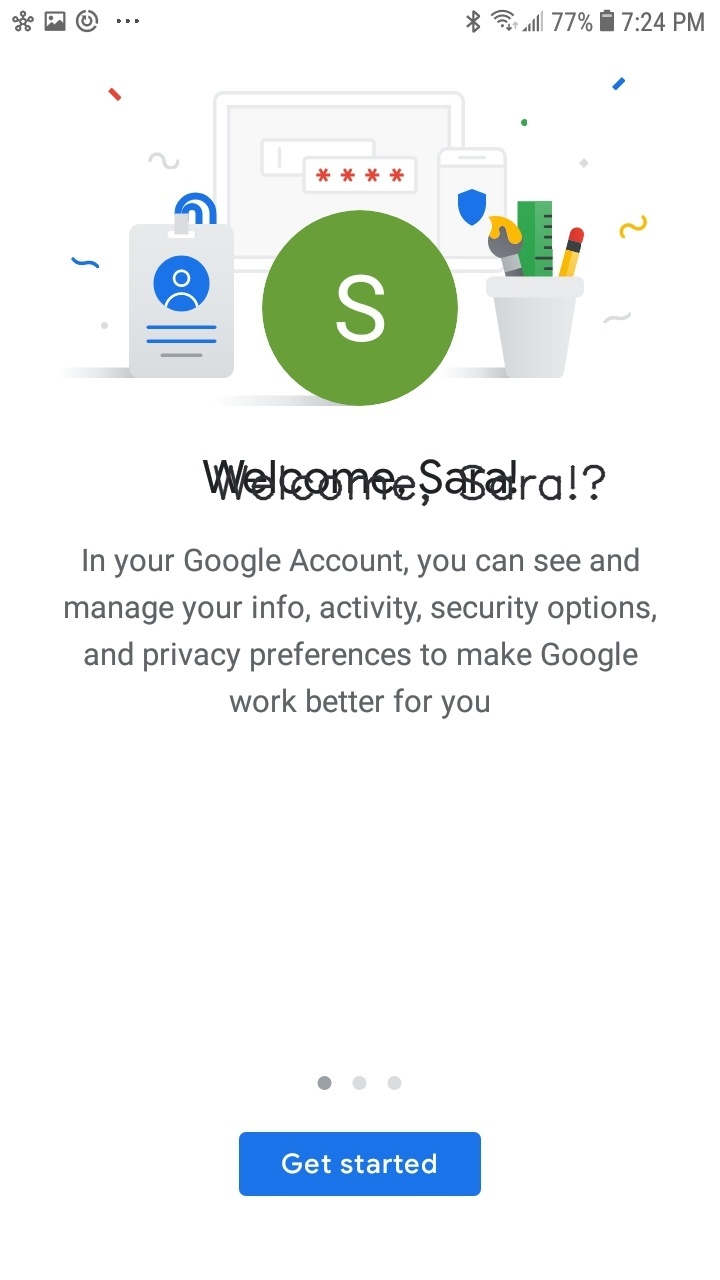 77% 7:24 PM
* * * *
S
Welcome, Sara!
Welcome, Sara!?
In your Google Account, you can see and
manage your info, activity, security options,
and privacy preferences to make Google
work better for you
Get started